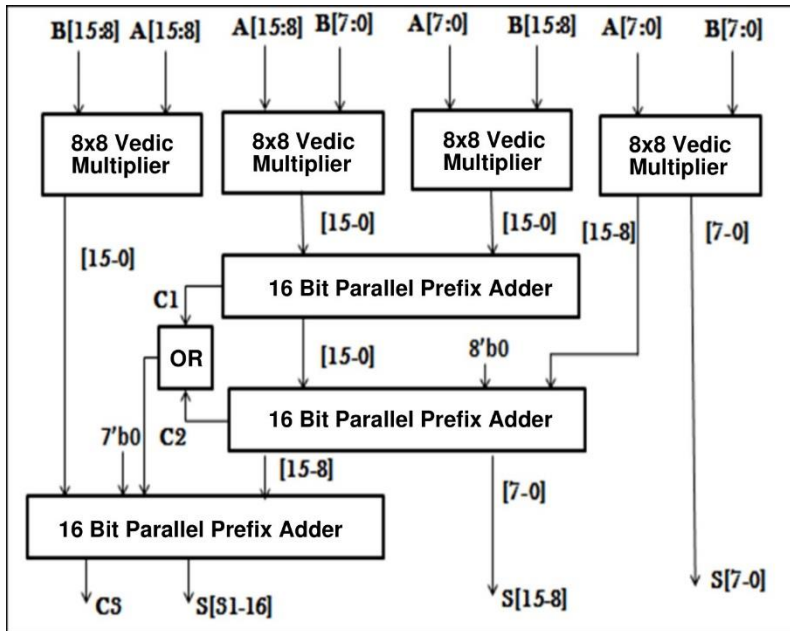 B[15:8] A[15:8] A[15:8] B[7:0] A[7:0] B[15:8] A[7:0] B[7:0]
8x8 Vedic Multiplier
8x8 Vedic Multiplier
8x8 Vedic Multiplier
8x8 Vedic Multiplier
[15-0] [15-0] [15-0] [15-8] [7-0]
16 Bit Parallel Prefix Adder
C1
OR
[15-0] 8'b0
16 Bit Parallel Prefix Adder
7'b0 C2
[15-8] [7-0]
16 Bit Parallel Prefix Adder
C3 S[31-16] S[15-8] S[7-0]